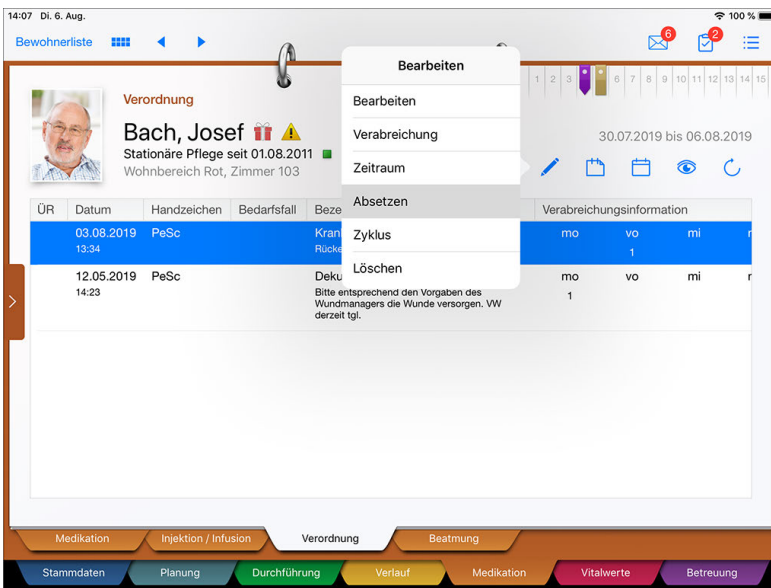 14:07 Di. 6. Aug. 100 %
Bewohnerliste 6 2
Bearbeiten
1 2 3 6 7 8 9 10 11 12 13 14 15
Verordnung
Bearbeiten
Bach, Josef
Verabreichung
30.07.2019 bis 06.08.2019
Stationäre Pflege seit 01.08.2011
Wohnbereich Rot, Zimmer 103
Zeitraum
Absetzen
ÜR Datum Handzeichen Bedarfsfall Beze Verabreichungsinformation
03.08.2019 PeSc Kran mo vo mi
13:34 Rücke 1
Zyklus
Löschen
12.05.2019 PeSc Deku mo vo mi
14:23 Bitte entsprechend den Vorgaben des 1
Wundmanagers die Wunde versorgen. VW
derzeit tgl.
Medikation Injektion / Infusion Verordnung Beatmung
Stammdaten Planung Durchführung Verlauf Medikation Vitalwerte Betreuung